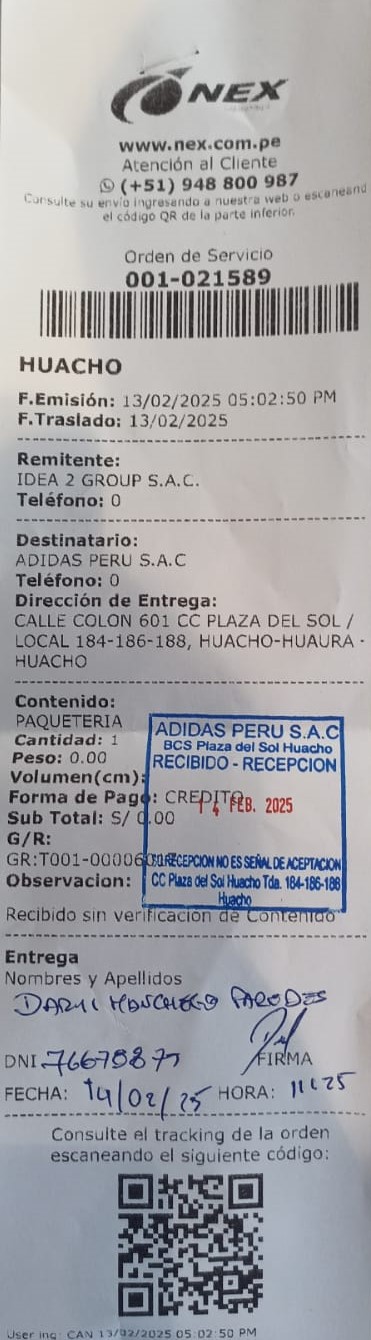 NEX
www.nex.com.pe
Atención al Cliente
(+51) 948 800 987
Consulte su envío ingresando a nuestra web o escaneand
el código QR de la parte inferior.
Orden de Servicio
001-021589
HUACHO
F.Emisión: 13/02/2025 05:02:50 PM
F.Traslado: 13/02/2025
Remitente:
IDEA 2 GROUP S.A.C.
Teléfono: 0
Destinatario:
ADIDAS PERU S.A.C
Teléfono: 0
Dirección de Entrega:
CALLE COLON 601 CC PLAZA DEL SOL /
LOCAL 184-186-188, HUACHO-HUAURA -
HUACHO
Contenido:
PAQUETERIA
Cantidad: 1
Peso: 0.00
Volumen(cm):
Forma de Pago: CREDITO
Sub Total: S/ 0.00
G/R:
Observacion:
Recibido sin verificación de Contenido
ADIDAS PERU S.A.C
BCS Plaza del Sol Huacho
RECIBIDO - RECEPCION
14 FEB. 2025
RECEPCION NO ES SEÑAL DE ACEPTACION
CC Plaza del Sol Huacho Tda. 184-186-188
Huacho
Entrega
Nombres y Apellidos
PAREDES
DNI
FIRMA
FECHA: 14/02/25 HORA: 11:25
Consulte el tracking de la orden
escaneando el siguiente código:
User ing: CAN 13/02/2025 05:02:50 PM